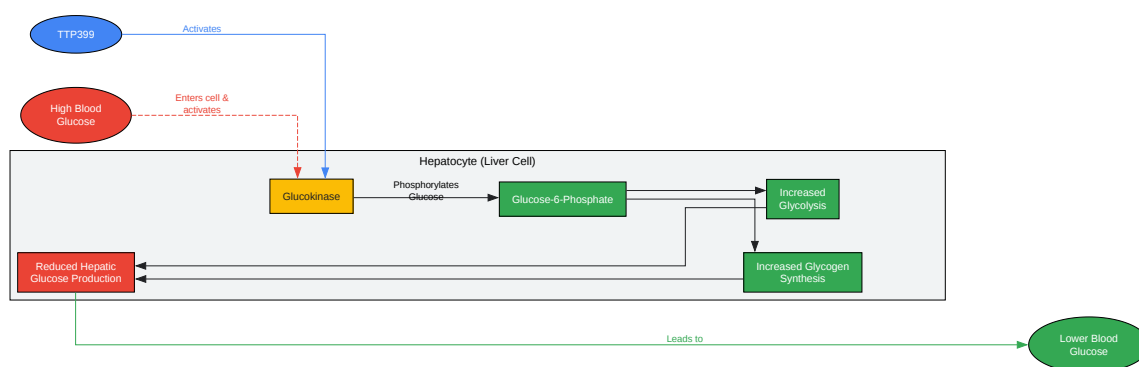 TTP399
Activates
High Blood
Glucose
Enters cell &
activates
Hepatocyte (Liver Cell)
Glucokinase
Phosphorylates
Glucose
Glucose-6-Phosphate
Increased
Glycolysis
Reduced Hepatic
Glucose Production
Increased Glycogen
Synthesis
Leads to
Lower Blood
Glucose